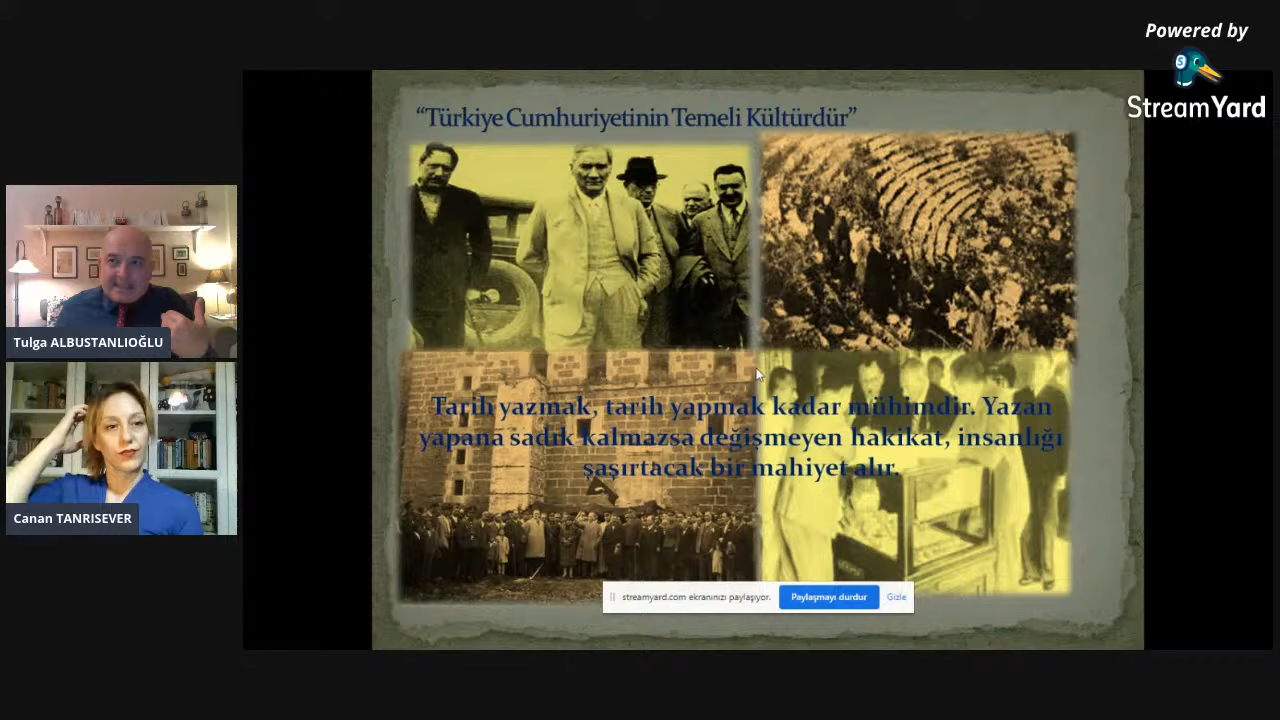 Powered by
StreamYard
"Türkiye Cumhuriyetinin Temeli Kültürdür"
Tarih yazmak, tarih yapmak kadar mühimdir. Yazan
yapana sadık kalmazsa değişmeyen hakikat, insanlığı
şaşırtacak bir mahiyet alır.
Tulga ALBUSTANLIOĞLU
Canan TANRISEVER
streamyard.com ekranınızı paylaşıyor.
Paylaşmayı durdur
Gizle